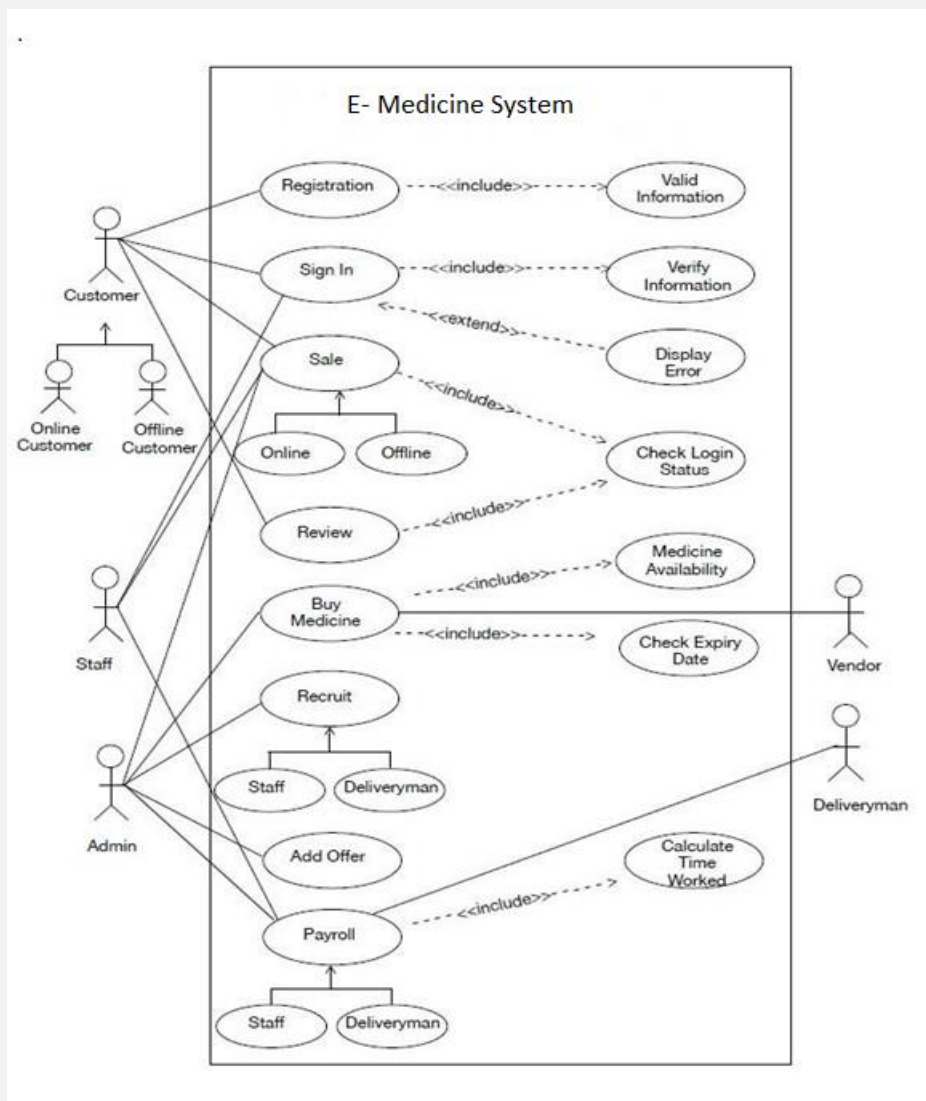 E- Medicine System
Registration
<<include>>
Valid
Information
Customer
Sign In
<<include>>
Verify
Information
<<extend>>
Display
Error
Sale
<<include>>
Online
Customer
Offline
Customer
Online
Offline
Check Login
Status
Review
<<include>>
Medicine
Availability
<<include>>
Staff
Buy
Medicine
<<include>>
Check Expiry
Date
Vendor
Recruit
Staff
Deliveryman
Deliveryman
Admin
Add Offer
Calculate
Time
Worked
<<include>>
Payroll
Staff
Deliveryman